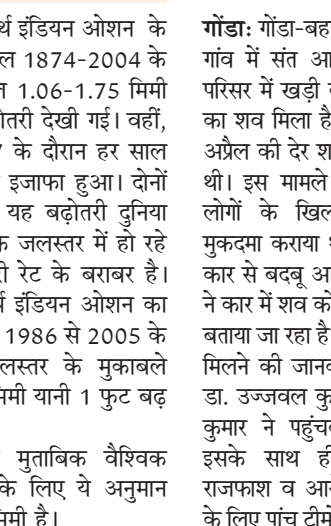 र्थ इंडियन ओशन के
ल 1874-2004 के
1.06-1.75 मिमी
तरी देखी गई। वहीं,
के दौरान हर साल
इजाफा हुआ। दोनों
यह बढ़ोतरी दुनिया
के जलस्तर में हो रहे
री रेट के बराबर है।
इंडियन ओशन का
1986 से 2005 के
लस्तर के मुकाबले
मिमी यानी 1 फुट बढ़
मुताबिक वैश्विक
के लिए ये अनुमान
मिमी है।
गोंडा: गोंडा-बह
गांव में संत आ
परिसर में खड़ी
का शव मिला है
अप्रैल की देर श
थी। इस मामले
लोगों के खिल
मुकदमा कराया
कार से बदबू आ
ने कार में शव को
बताया जा रहा है
मिलने की जानक
डा. उज्जवल कु
कुमार ने पहुंच
इसके साथ ही
राजफाश व आ
के लिए पांच टीमें